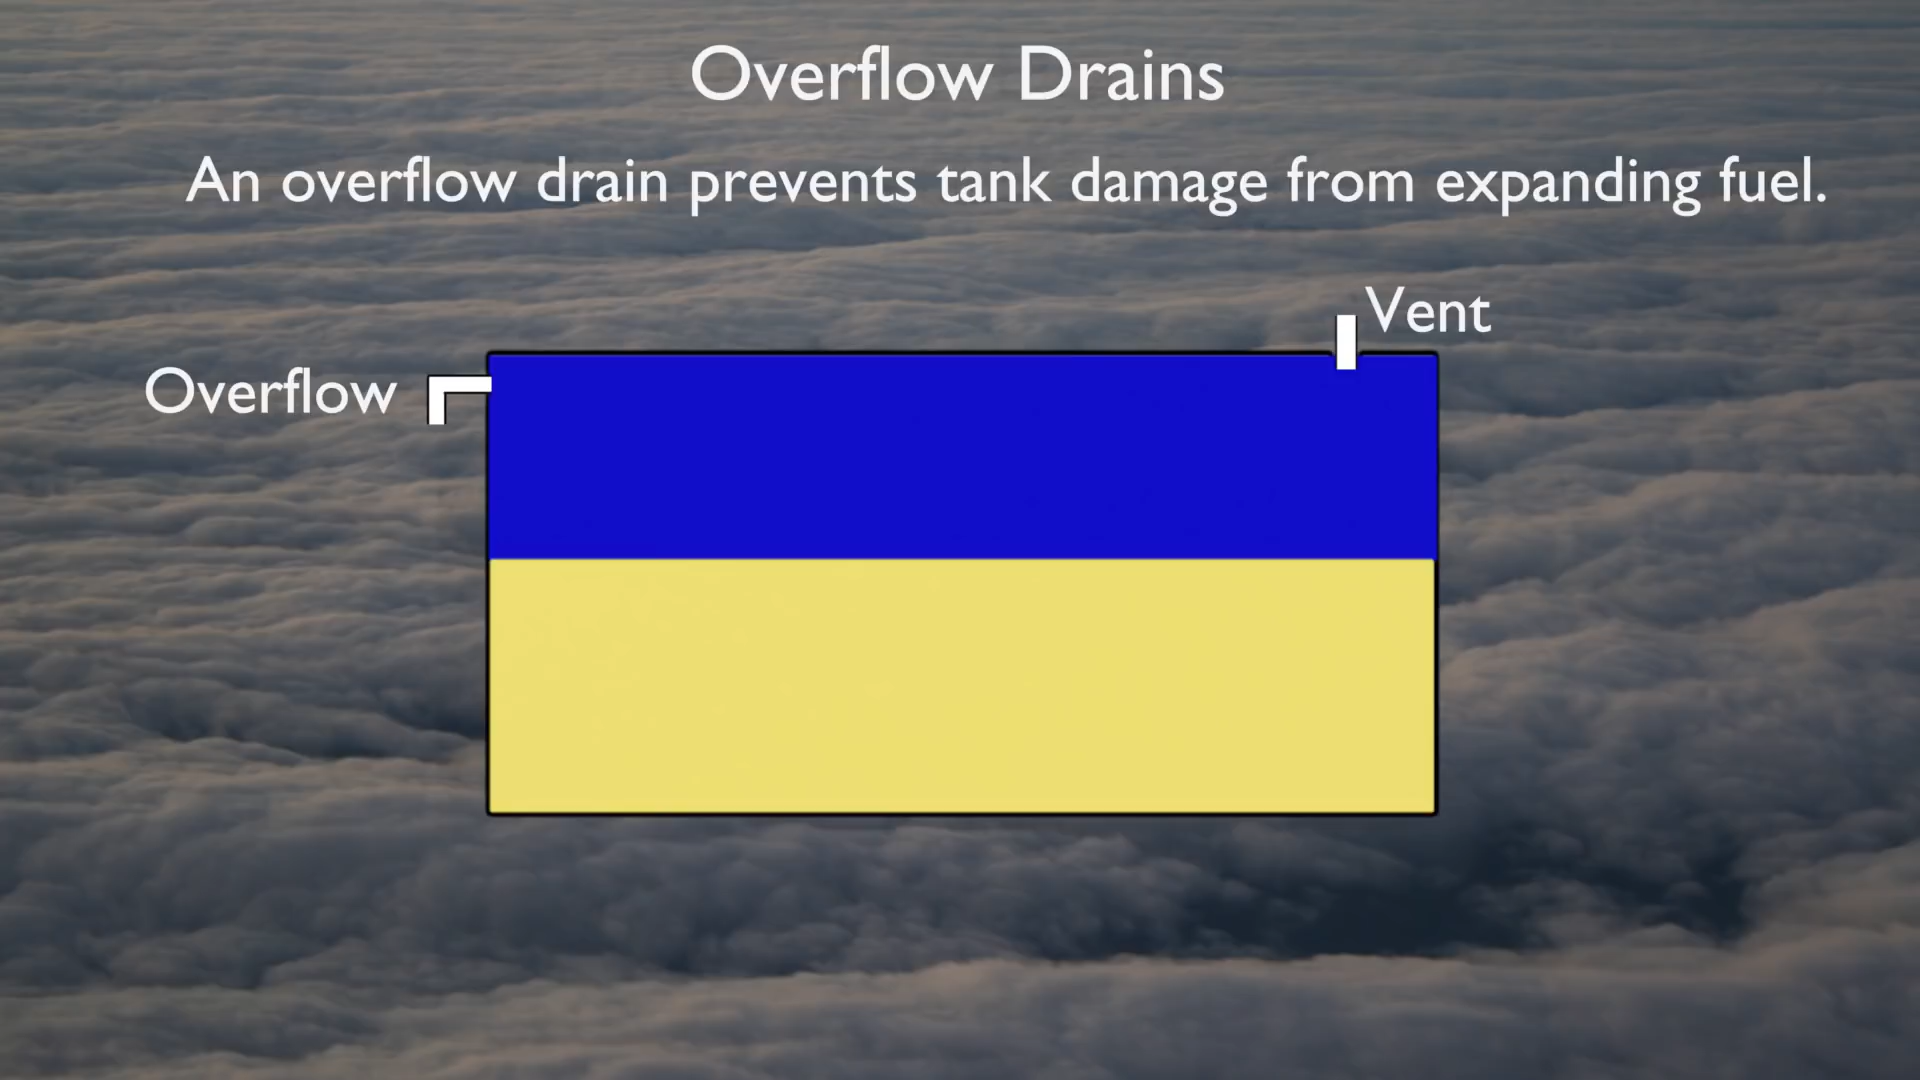 Overflow Drains
An overflow drain prevents tank damage from expanding fuel.
Vent
Overflow